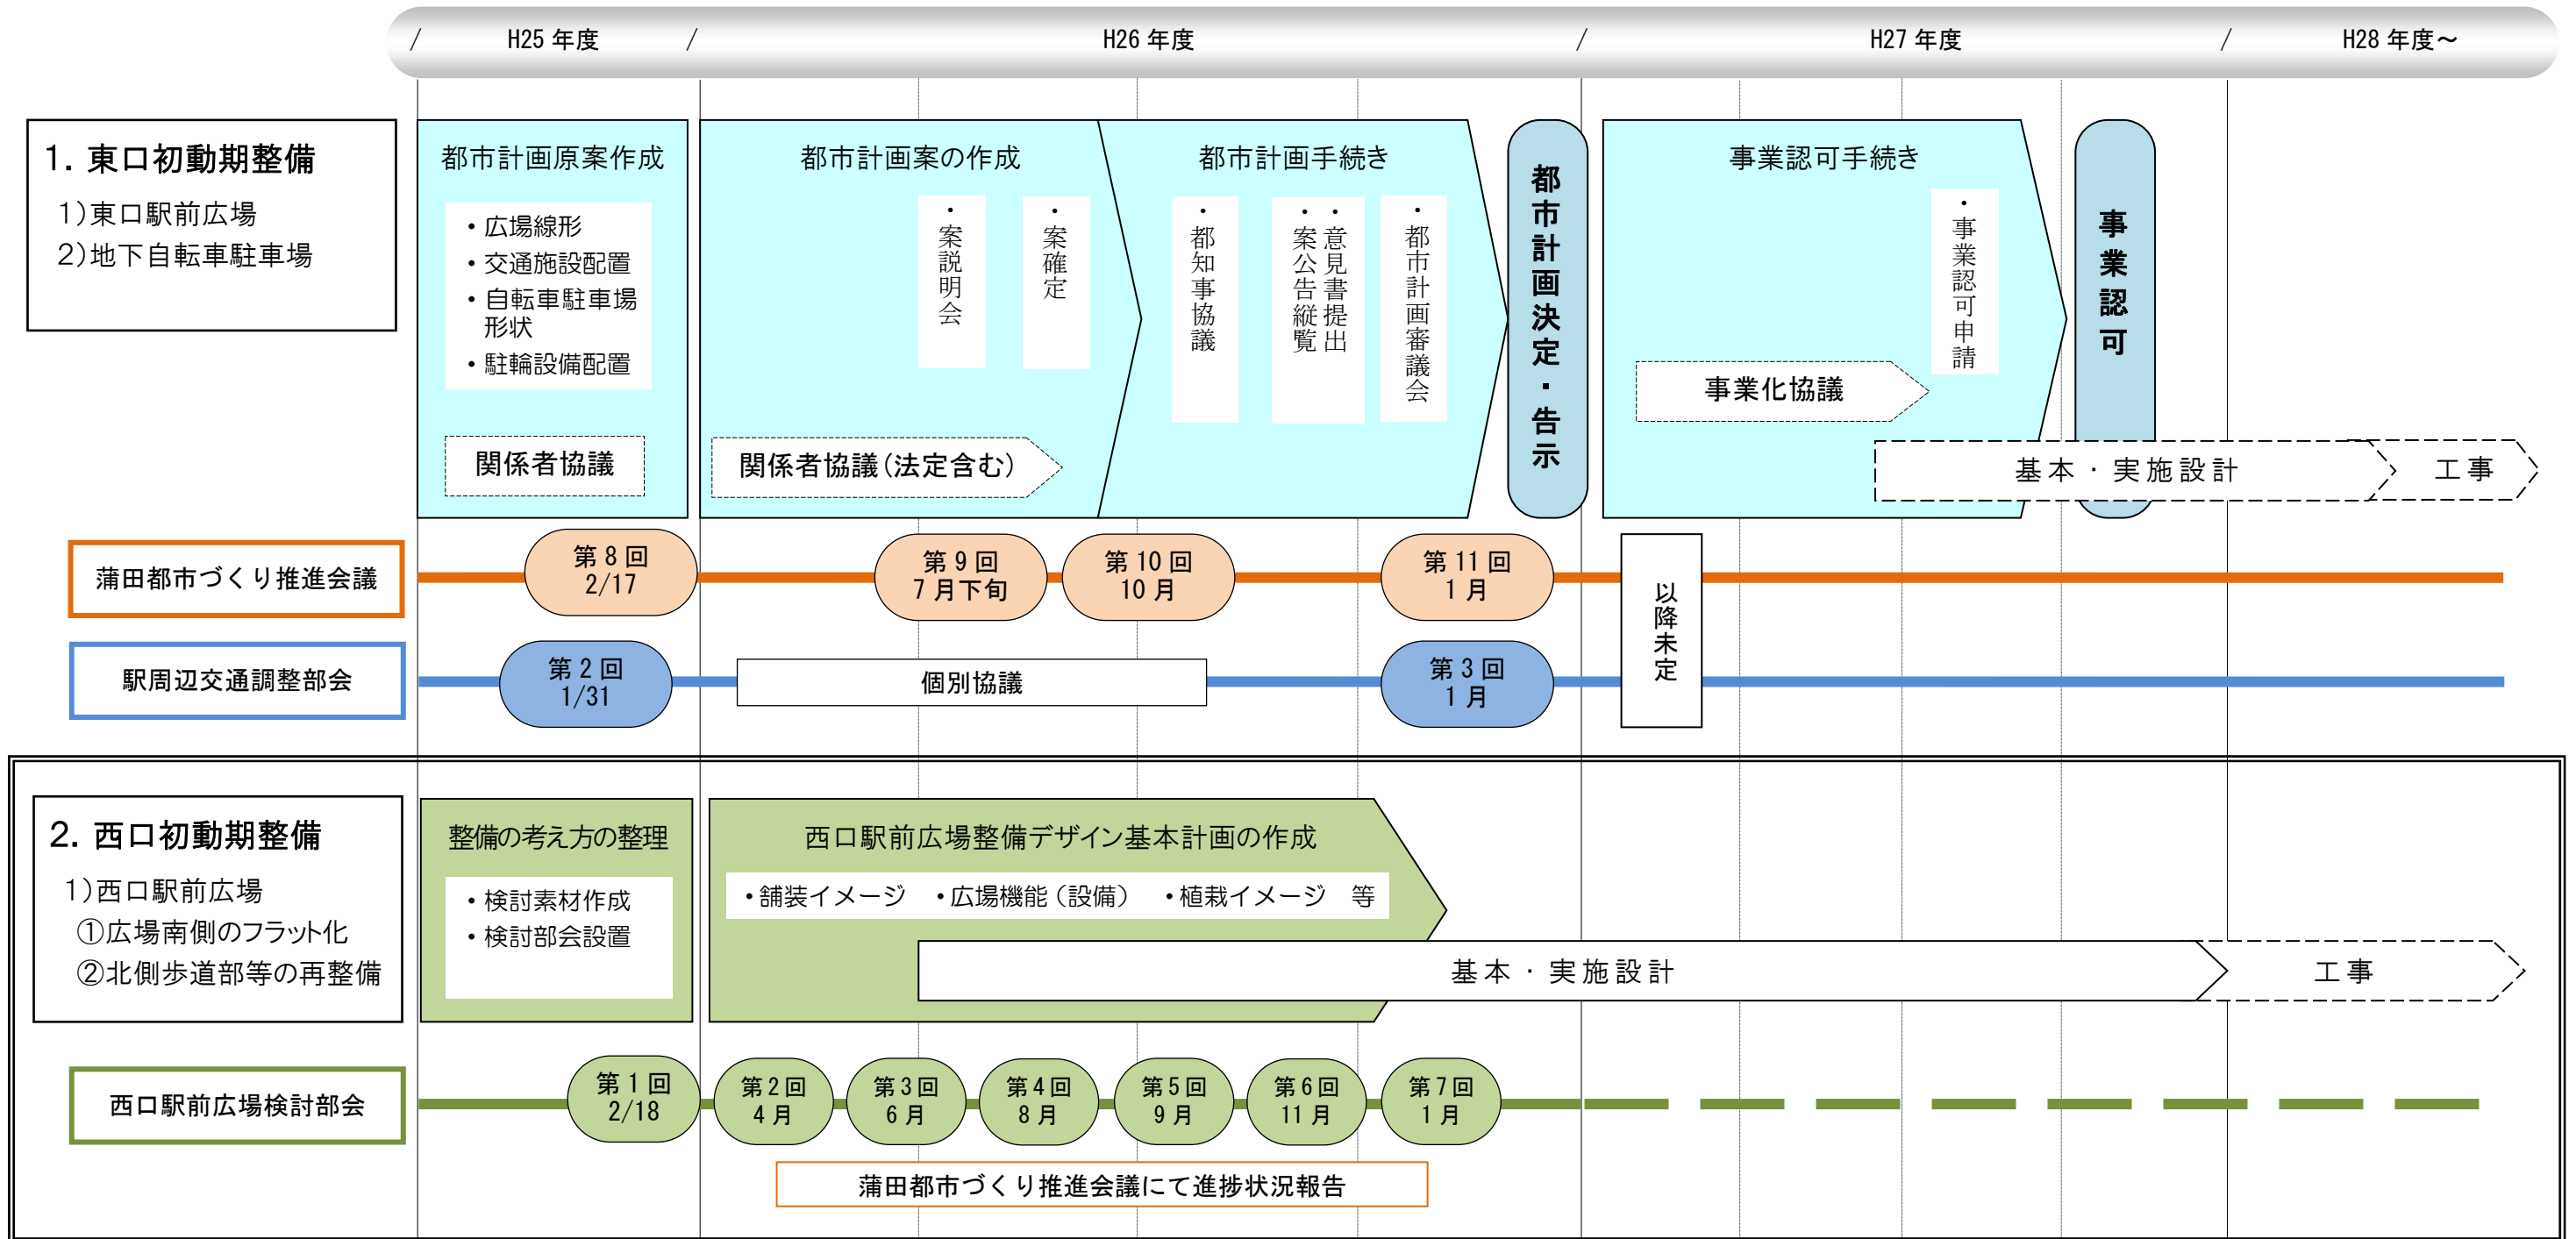 / H25 年度 / H26 年度 / H27 年度 / H28 年度～
1. 東口初動期整備
1)東口駅前広場
2)地下自転車駐車場
都市計画原案作成
・広場線形
・交通施設配置
・自転車駐車場
形状
・駐輪設備配置
関係者協議
都市計画案の作成
・案説明会
・案確定
関係者協議(法定含む)
都市計画手続き
・都知事協議
・意見書提出
・案公告縦覧
・都市計画審議会
都市計画決定・告示
事業認可手続き
・事業認可申請
事業化協議
事業認可
基本・実施設計
工事
蒲田都市づくり推進会議
第 8 回
2/17
第 9 回
7 月下旬
第 10 回
10 月
第 11 回
1 月
以降未定
駅周辺交通調整部会
第 2 回
1/31
個別協議
第 3 回
1 月
2. 西口初動期整備
1)西口駅前広場
①広場南側のフラット化
②北側歩道部等の再整備
整備の考え方の整理
・検討素材作成
・検討部会設置
西口駅前広場整備デザイン基本計画の作成
・舗装イメージ ・広場機能(設備) ・植栽イメージ 等
基本・実施設計
工事
西口駅前広場検討部会
第 1 回
2/18
第 2 回
4 月
第 3 回
6 月
第 4 回
8 月
第 5 回
9 月
第 6 回
11 月
第 7 回
1 月
蒲田都市づくり推進会議にて進捗状況報告